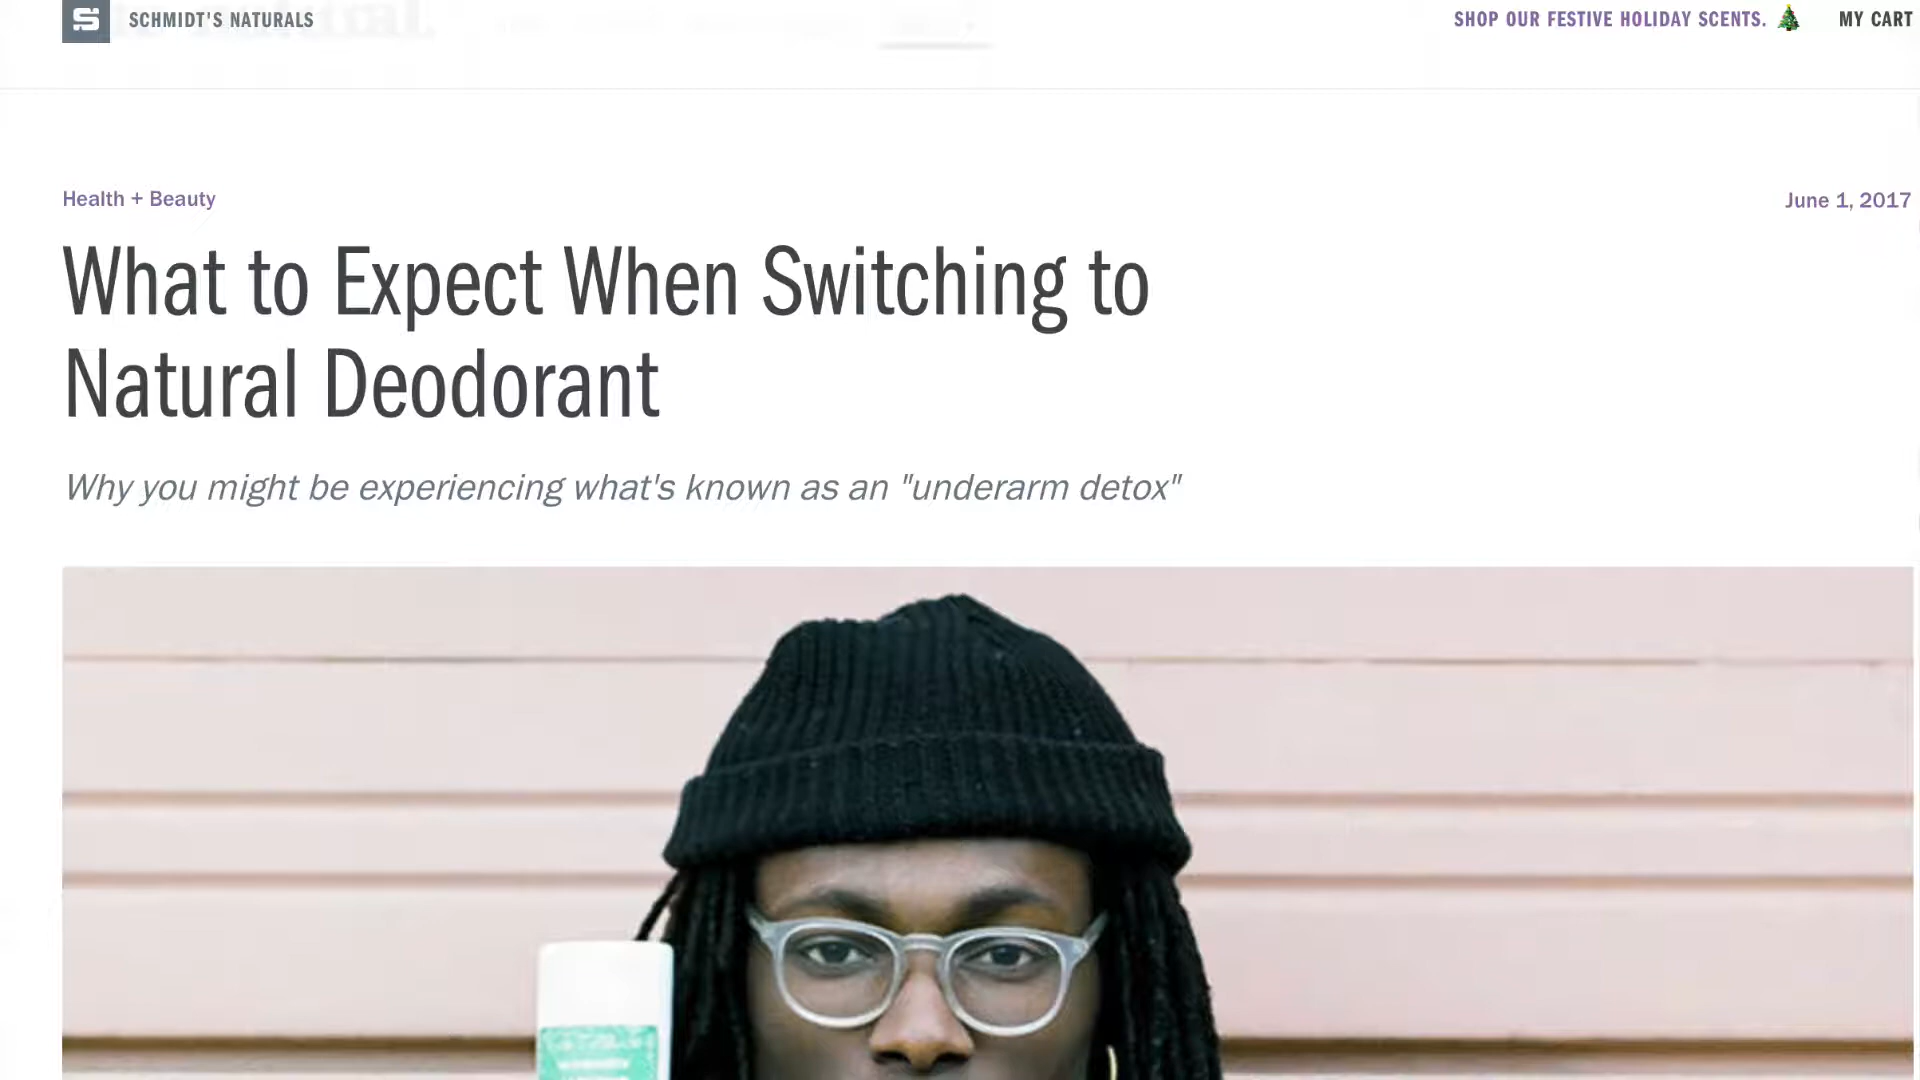 SCHMIDT'S NATURALS
SHOP OUR FESTIVE HOLIDAY SCENTS. 🎄 MY CART
Health + Beauty
June 1, 2017
What to Expect When Switching to
Natural Deodorant
Why you might be experiencing what's known as an "underarm detox"